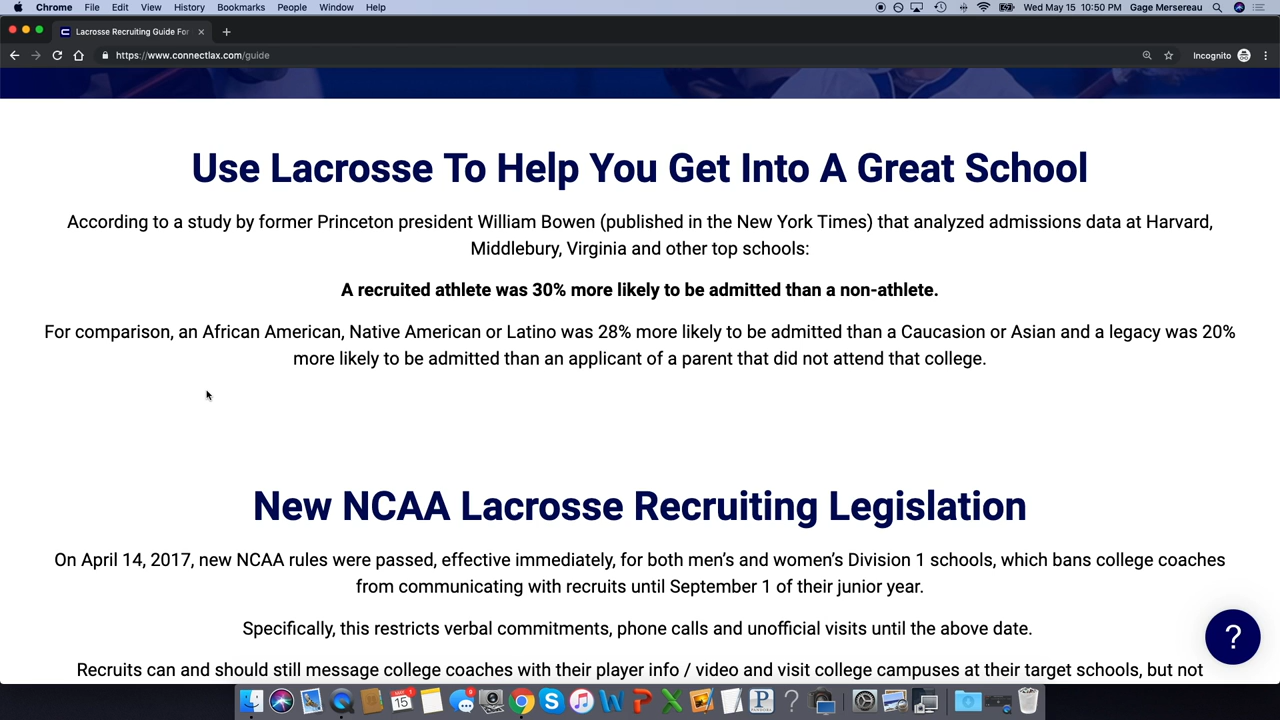 Chrome File Edit View History Bookmarks People Window Help Wed May 15 10:50 PM Gage Mersereau
Lacrosse Recruiting Guide For
https://www.connectlax.com/guide Incognito
Use Lacrosse To Help You Get Into A Great School
According to a study by former Princeton president William Bowen (published in the New York Times) that analyzed admissions data at Harvard,
Middlebury, Virginia and other top schools:
A recruited athlete was 30% more likely to be admitted than a non-athlete.
For comparison, an African American, Native American or Latino was 28% more likely to be admitted than a Caucasion or Asian and a legacy was 20%
more likely to be admitted than an applicant of a parent that did not attend that college.
New NCAA Lacrosse Recruiting Legislation
On April 14, 2017, new NCAA rules were passed, effective immediately, for both men’s and women’s Division 1 schools, which bans college coaches
from communicating with recruits until September 1 of their junior year.
Specifically, this restricts verbal commitments, phone calls and unofficial visits until the above date.
?
Recruits can and should still message college coaches with their player info / video and visit college campuses at their target schools, but not